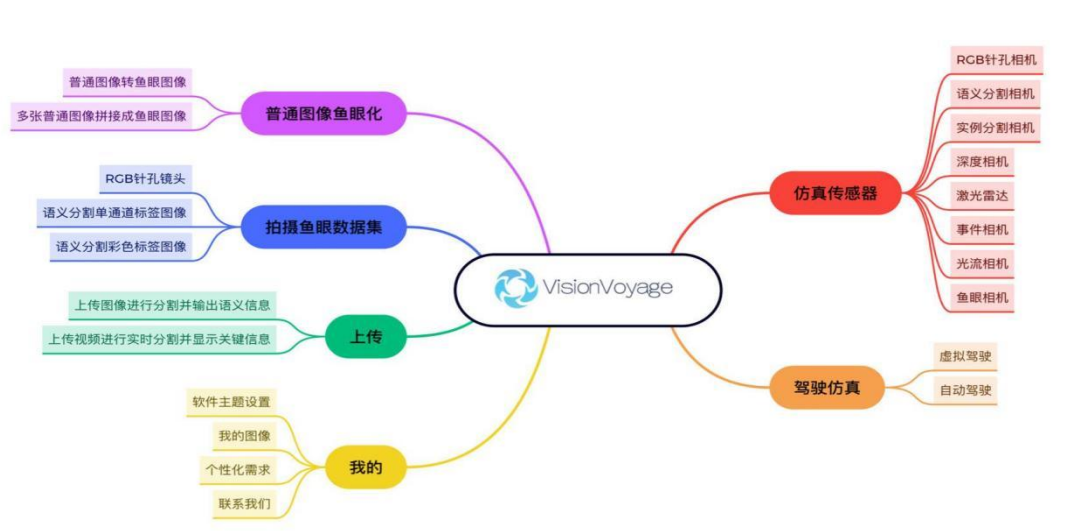 普通图像转鱼眼图像
多张普通图像拼接成鱼眼图像
普通图像鱼眼化
RGB针孔镜头
语义分割单通道标签图像
语义分割彩色标签图像
拍摄鱼眼数据集
上传图像进行分割并输出语义信息
上传视频进行实时分割并显示关键信息
上传
软件主题设置
我的图像
个性化需求
联系我们
我的
VisionVoyage
仿真传感器
RGB针孔相机
语义分割相机
实例分割相机
深度相机
激光雷达
事件相机
光流相机
鱼眼相机
驾驶仿真
虚拟驾驶
自动驾驶